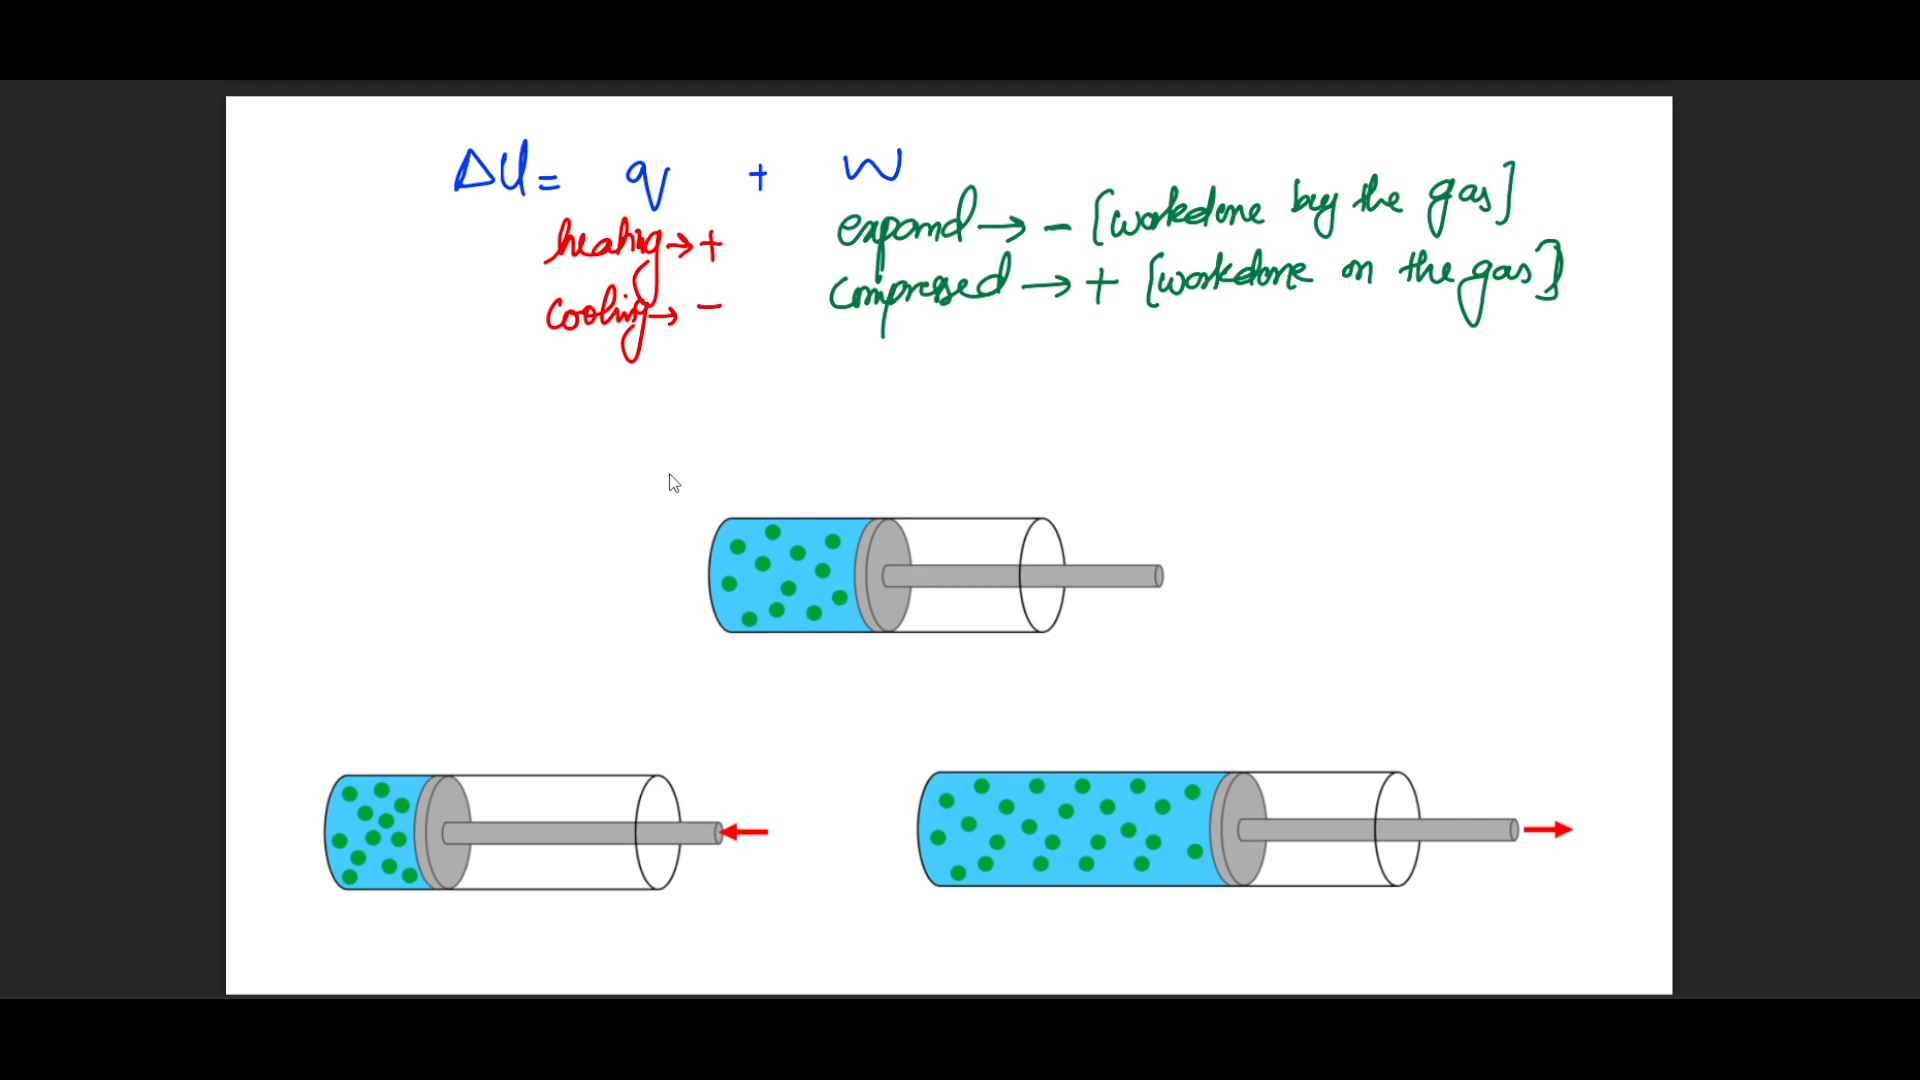 ΔU= q + w
heating→+
cooling→ -
expand→ - [workdone by the gas]
compressed→ + [workdone on the gas]